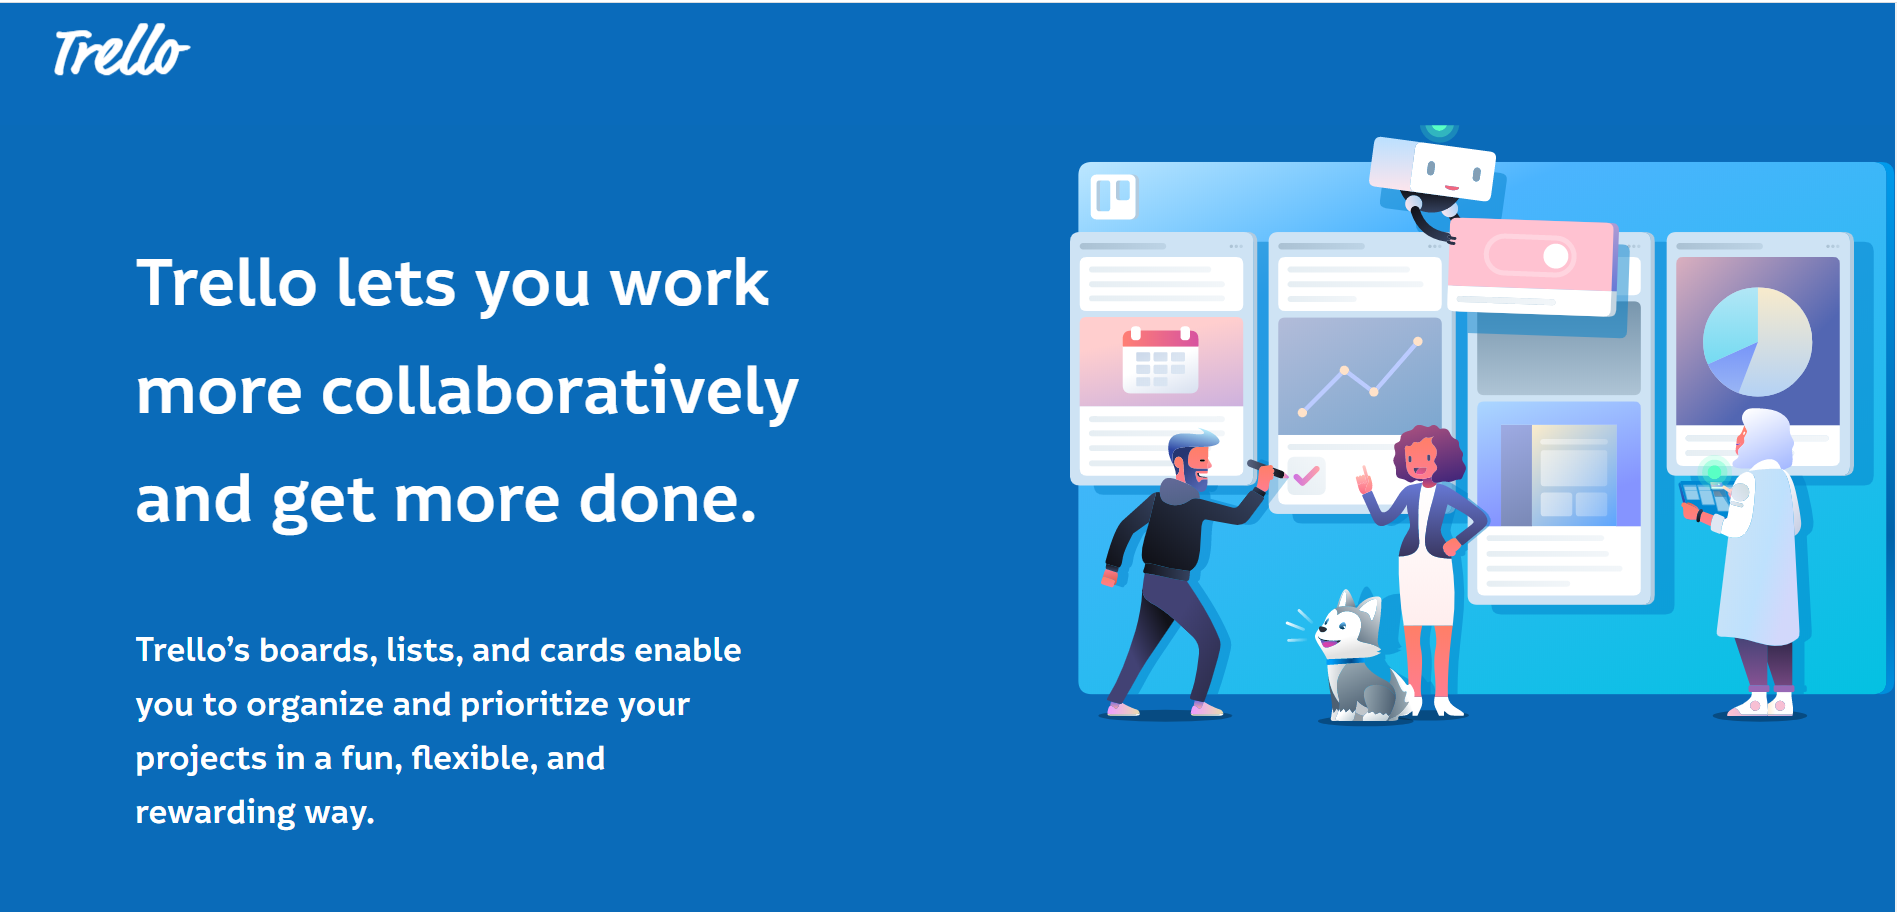 Trello
Trello lets you work
more collaboratively
and get more done.
Trello’s boards, lists, and cards enable
you to organize and prioritize your
projects in a fun, flexible, and
rewarding way.